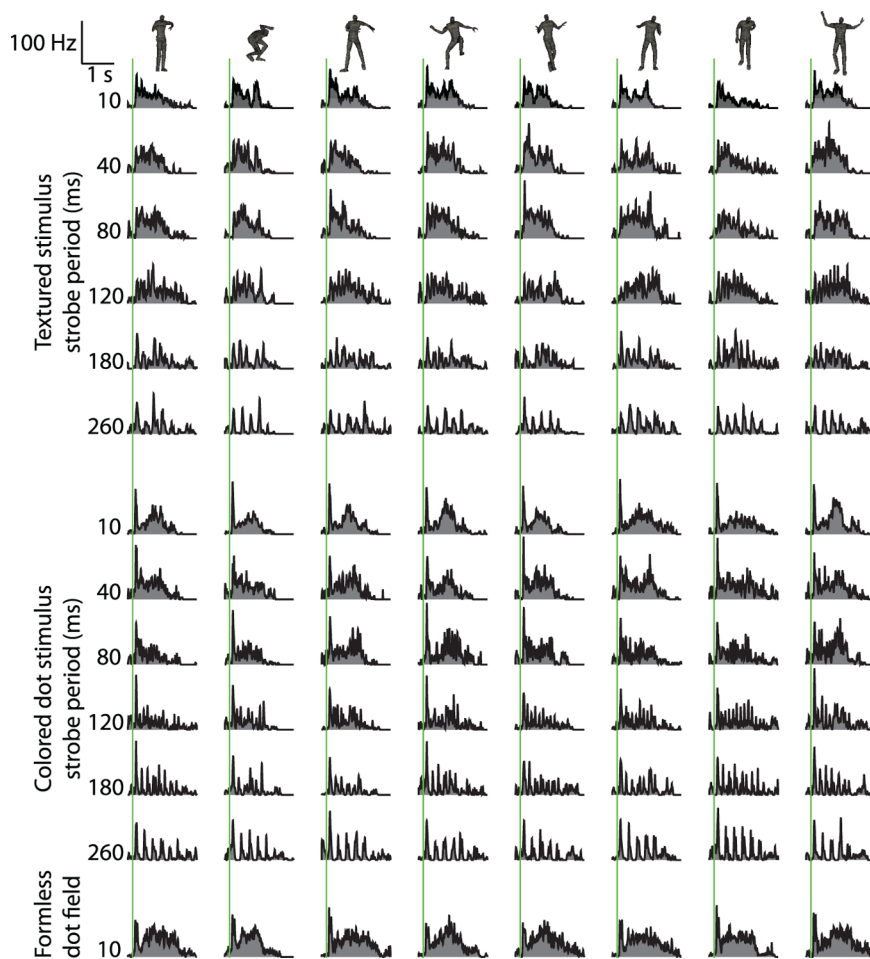 100 Hz
1 s
Textured stimulus
strobe period (ms)
10
40
80
120
180
260
Colored dot stimulus
strobe period (ms)
10
40
80
120
180
260
Formless
dot field
10